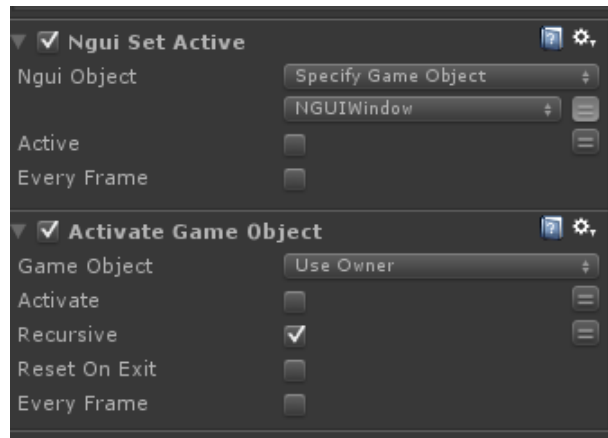 Ngui Set Active
Ngui Object Specify Game Object
NGUIWindow
Active
Every Frame
Activate Game Object
Game Object Use Owner
Activate
Recursive
Reset On Exit
Every Frame